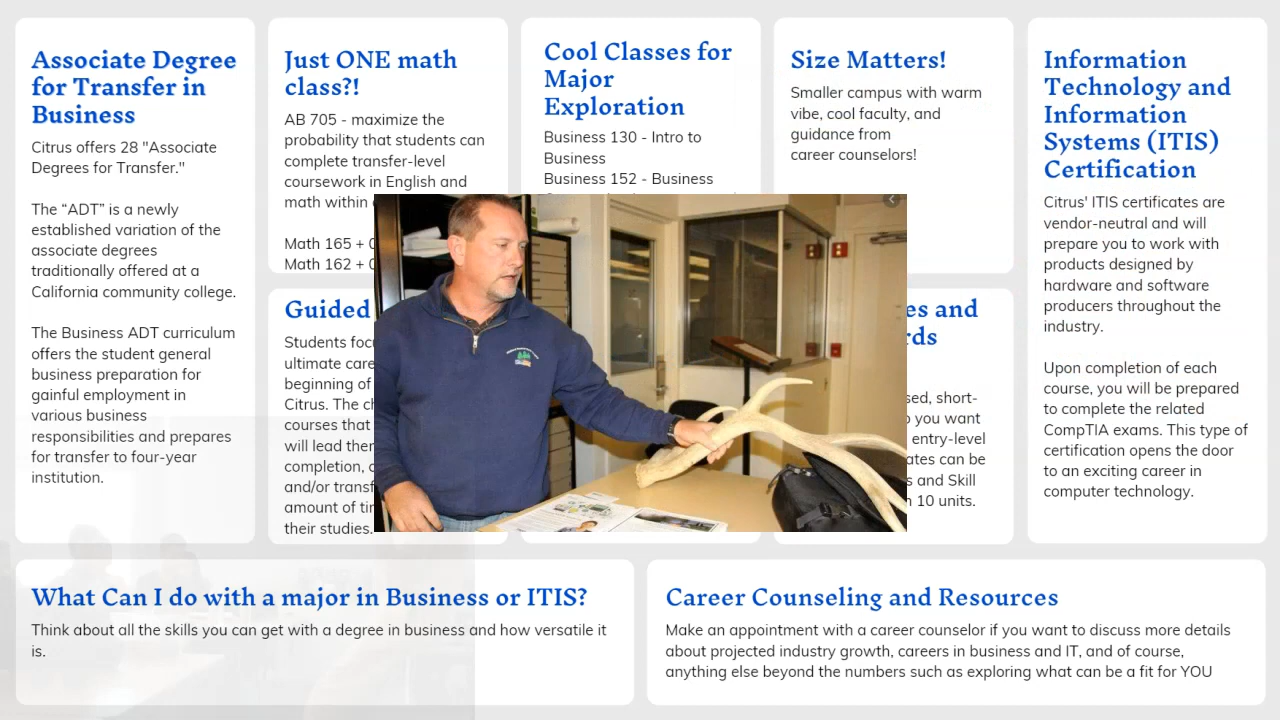 Associate Degree
for Transfer in
Business
Citrus offers 28 "Associate
Degrees for Transfer."
The “ADT” is a newly
established variation of the
associate degrees
traditionally offered at a
California community college.
The Business ADT curriculum
offers the student general
business preparation for
gainful employment in
various business
responsibilities and prepares
for transfer to four-year
institution.
Just ONE math
class?!
AB 705 - maximize the
probability that students can
complete transfer-level
coursework in English and
math within
Math 165 +
Math 162 +
Guided
Students
ultimate
beginning of
Citrus. The
courses that
will lead
completion,
and/or
amount of
their studies.
Cool Classes for
Major
Exploration
Business 130 - Intro to
Business
Business 152 - Business
Size Matters!
Smaller campus with warm
vibe, cool faculty, and
guidance from
career counselors!
and
short-
you want
entry-level
can be
and Skill
10 units.
Information
Technology and
Information
Systems (ITIS)
Certification
Citrus' ITIS certificates are
vendor-neutral and will
prepare you to work with
products designed by
hardware and software
producers throughout the
industry.
Upon completion of each
course, you will be prepared
to complete the related
CompTIA exams. This type of
certification opens the door
to an exciting career in
computer technology.
What Can I do with a major in Business or ITIS?
Think about all the skills you can get with a degree in business and how versatile it
is.
Career Counseling and Resources
Make an appointment with a career counselor if you want to discuss more details
about projected industry growth, careers in business and IT, and of course,
anything else beyond the numbers such as exploring what can be a fit for YOU